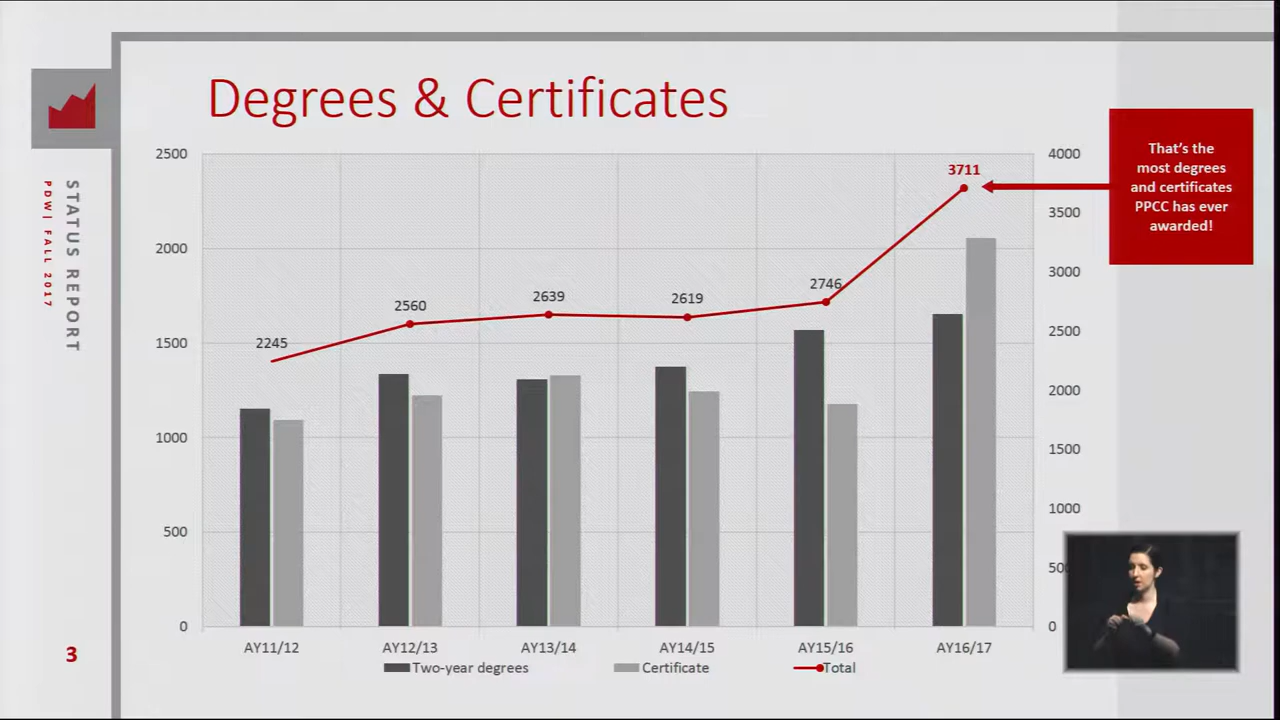 Degrees & Certificates
STATUS REPORT
PDW| FALL 2017
3
That's the
most degrees
and certificates
PPCC has ever
awarded!
2500
2000
1500
1000
500
0
4000
3500
3000
2500
2000
1500
1000
0
2245
2560
2639
2619
2746
3711
AY11/12
AY12/13
AY13/14
AY14/15
AY15/16
AY16/17
Two-year degrees
Certificate
Total